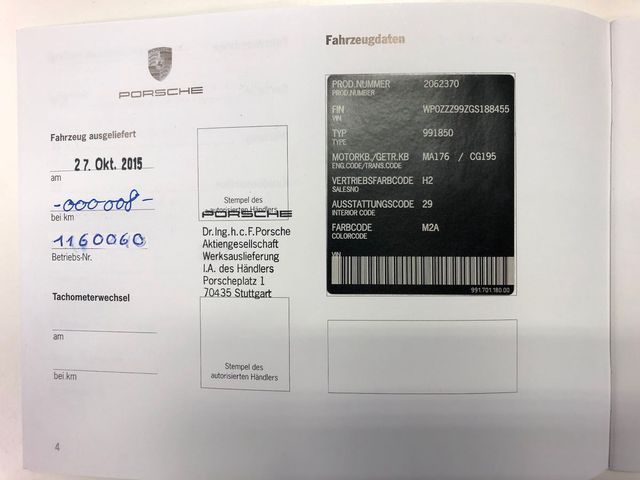 PORSCHE
Fahrzeug ausgeliefert
27. Okt. 2015
am
-000008-
bei km
1160060
Betriebs-Nr.
Tachometerwechsel
am
bei km
4
Stempel des
autorisierten Händlers
PORSCHE
Dr.Ing.h.c.F.Porsche
Aktiengesellschaft
Werksauslieferung
I.A. des Händlers
Porscheplatz 1
70435 Stuttgart
Stempel des
autorisierten Händlers
Fahrzeugdaten
PROD.NUMMER 2062370
PROD.NUMBER
FIN WP0ZZZ99ZGS188455
VIN
TYP 991850
TYPE
MOTORKB./GETR.KB MA176 / CG195
ENG.CODE/TRANS.CODE
VERTRIEBSFARBCODE H2
SALESNO
AUSSTATTUNGSCODE 29
INTERIOR CODE
FARBCODE M2A
COLORCODE
VIN
991.701.180.00